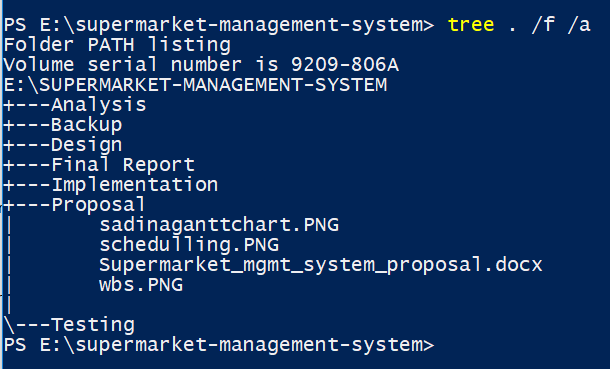 PS E:\supermarket-management-system> tree . /f /a
Folder PATH listing
Volume serial number is 9209-806A
E:\SUPERMARKET-MANAGEMENT-SYSTEM
+---Analysis
+---Backup
+---Design
+---Final Report
+---Implementation
+---Proposal
|       sadinaganttchart.PNG
|       schedulling.PNG
|       Supermarket_mgmt_system_proposal.docx
|       wbs.PNG
|
\---Testing
PS E:\supermarket-management-system>